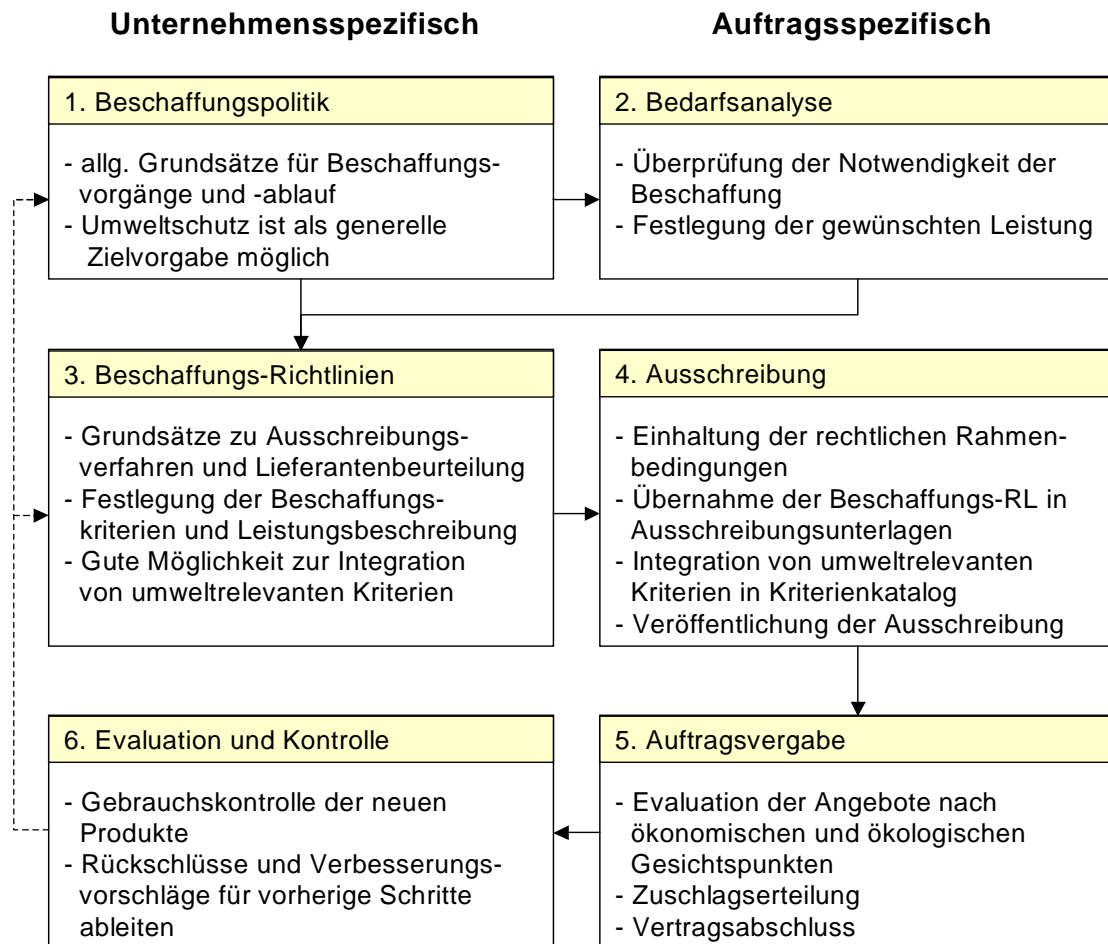 Unternehmensspezifisch
Auftragsspezifisch
1. Beschaffungspolitik
- allg. Grundsätze für Beschaffungs-
vorgänge und -ablauf
- Umweltschutz ist als generelle
Zielvorgabe möglich
2. Bedarfsanalyse
- Überprüfung der Notwendigkeit der
Beschaffung
- Festlegung der gewünschten Leistung
3. Beschaffungs-Richtlinien
- Grundsätze zu Ausschreibungs-
verfahren und Lieferantenbeurteilung
- Festlegung der Beschaffungs-
kriterien und Leistungsbeschreibung
- Gute Möglichkeit zur Integration
von umweltrelevanten Kriterien
4. Ausschreibung
- Einhaltung der rechtlichen Rahmen-
bedingungen
- Übernahme der Beschaffungs-RL in
Ausschreibungsunterlagen
- Integration von umweltrelevanten
Kriterien in Kriterienkatalog
- Veröffentlichung der Ausschreibung
6. Evaluation und Kontrolle
- Gebrauchskontrolle der neuen
Produkte
- Rückschlüsse und Verbesserungs-
vorschläge für vorherige Schritte
ableiten
5. Auftragsvergabe
- Evaluation der Angebote nach
ökonomischen und ökologischen
Gesichtspunkten
- Zuschlagserteilung
- Vertragsabschluss